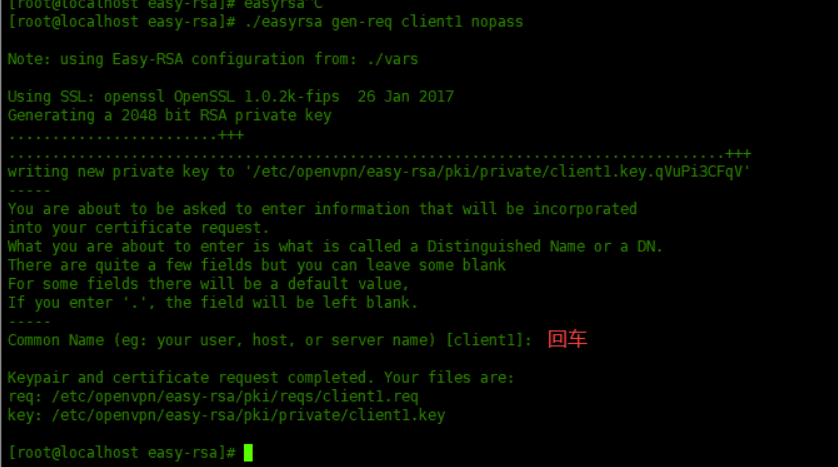 [root@localhost easy-rsa]# easyrsa^C
[root@localhost easy-rsa]# ./easyrsa gen-req client1 nopass
Note: using Easy-RSA configuration from: ./vars
Using SSL: openssl OpenSSL 1.0.2k-fips  26 Jan 2017
Generating a 2048 bit RSA private key
........................+++
..................................................................................+++
writing new private key to '/etc/openvpn/easy-rsa/pki/private/client1.key.qVuPi3CFqV'
-----
You are about to be asked to enter information that will be incorporated
into your certificate request.
What you are about to enter is what is called a Distinguished Name or a DN.
There are quite a few fields but you can leave some blank
For some fields there will be a default value,
If you enter '.', the field will be left blank.
-----
Common Name (eg: your user, host, or server name) [client1]: 回车
Keypair and certificate request completed. Your files are:
req: /etc/openvpn/easy-rsa/pki/reqs/client1.req
key: /etc/openvpn/easy-rsa/pki/private/client1.key
[root@localhost easy-rsa]#